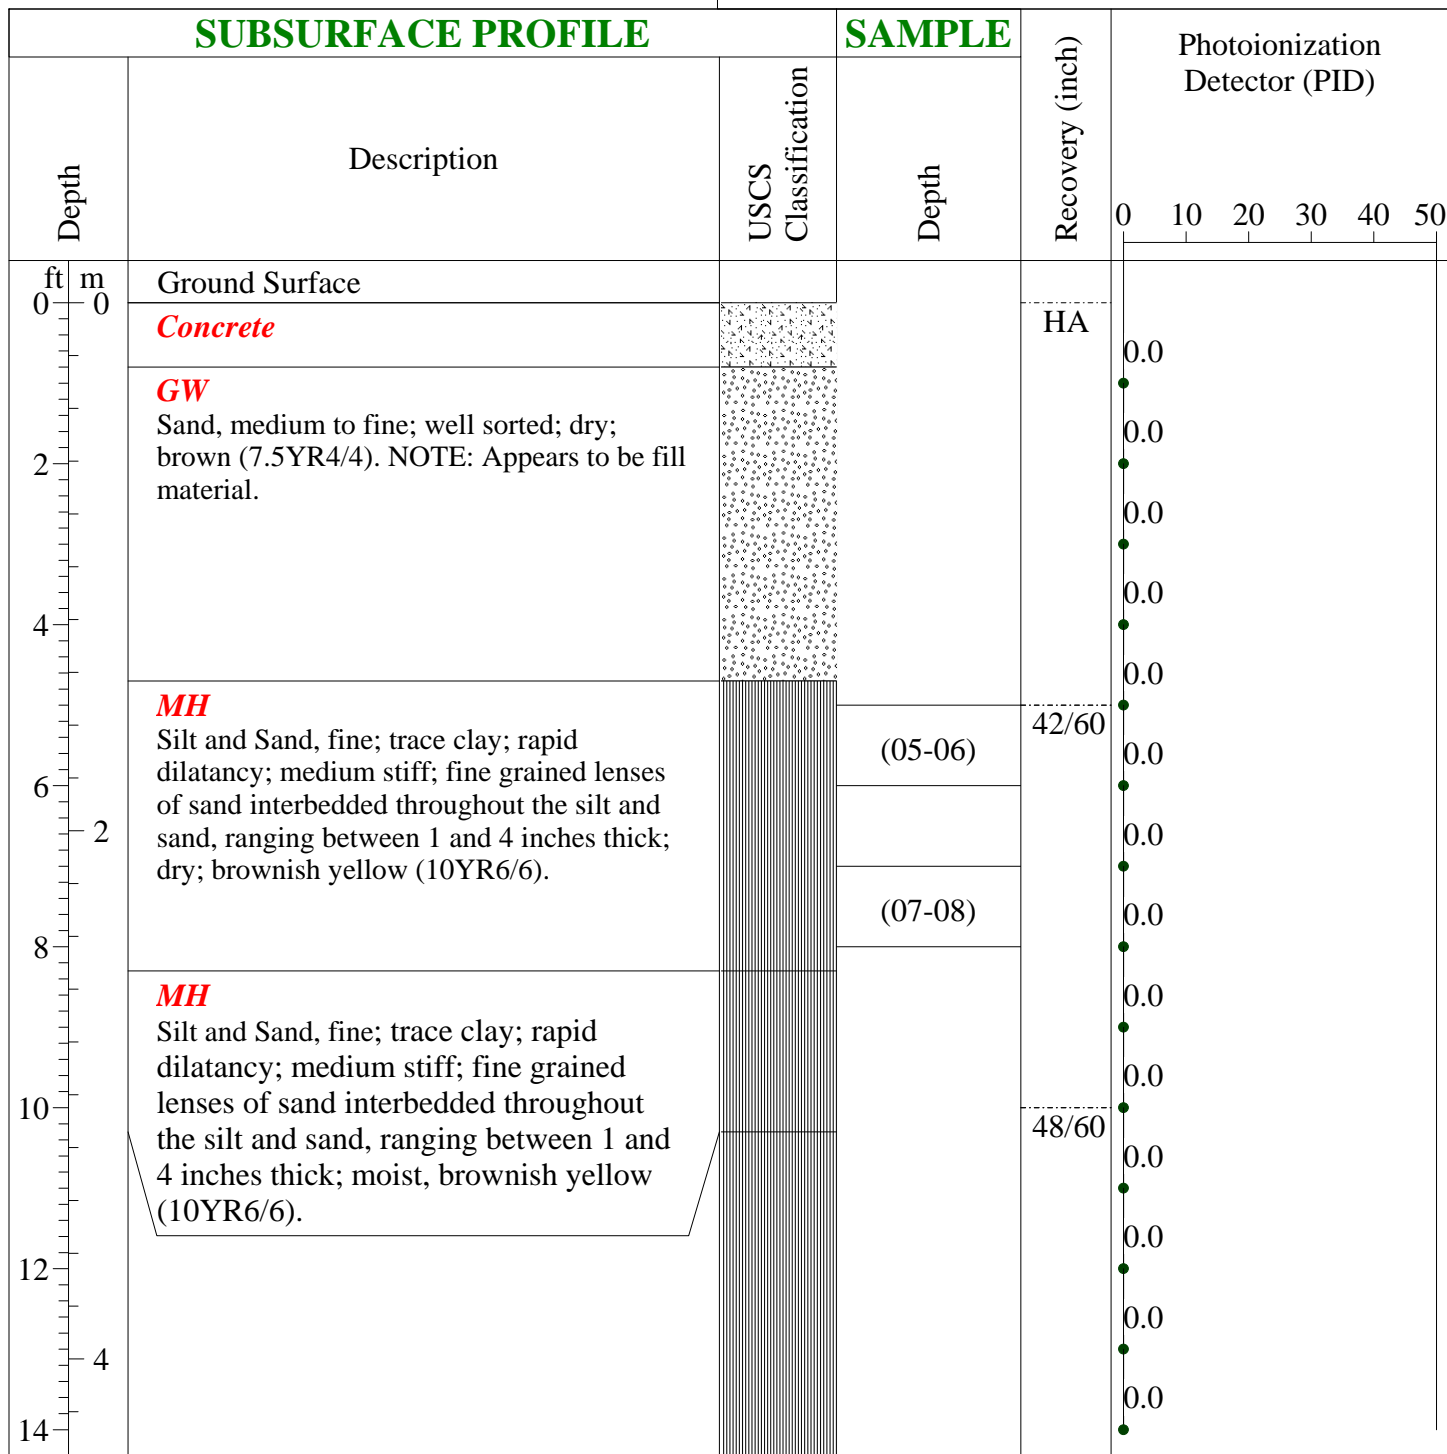 SUBSURFACE PROFILE
SAMPLE
Depth
Description
USCS
Classification
Depth
Recovery (inch)
Photoionization
Detector (PID)
0 10 20 30 40 50
ft m
Ground Surface
0 0
Concrete
HA
0.0
GW
Sand, medium to fine; well sorted; dry;
brown (7.5YR4/4). NOTE: Appears to be fill
material.
0.0
2
0.0
0.0
4
0.0
MH
Silt and Sand, fine; trace clay; rapid
dilatancy; medium stiff; fine grained lenses
of sand interbedded throughout the silt and
sand, ranging between 1 and 4 inches thick;
dry; brownish yellow (10YR6/6).
42/60
(05-06)
0.0
6
2
0.0
(07-08)
0.0
8
MH
Silt and Sand, fine; trace clay; rapid
dilatancy; medium stiff; fine grained
lenses of sand interbedded throughout
the silt and sand, ranging between 1 and
4 inches thick; moist, brownish yellow
(10YR6/6).
0.0
0.0
10
48/60
0.0
0.0
12
0.0
4
0.0
14